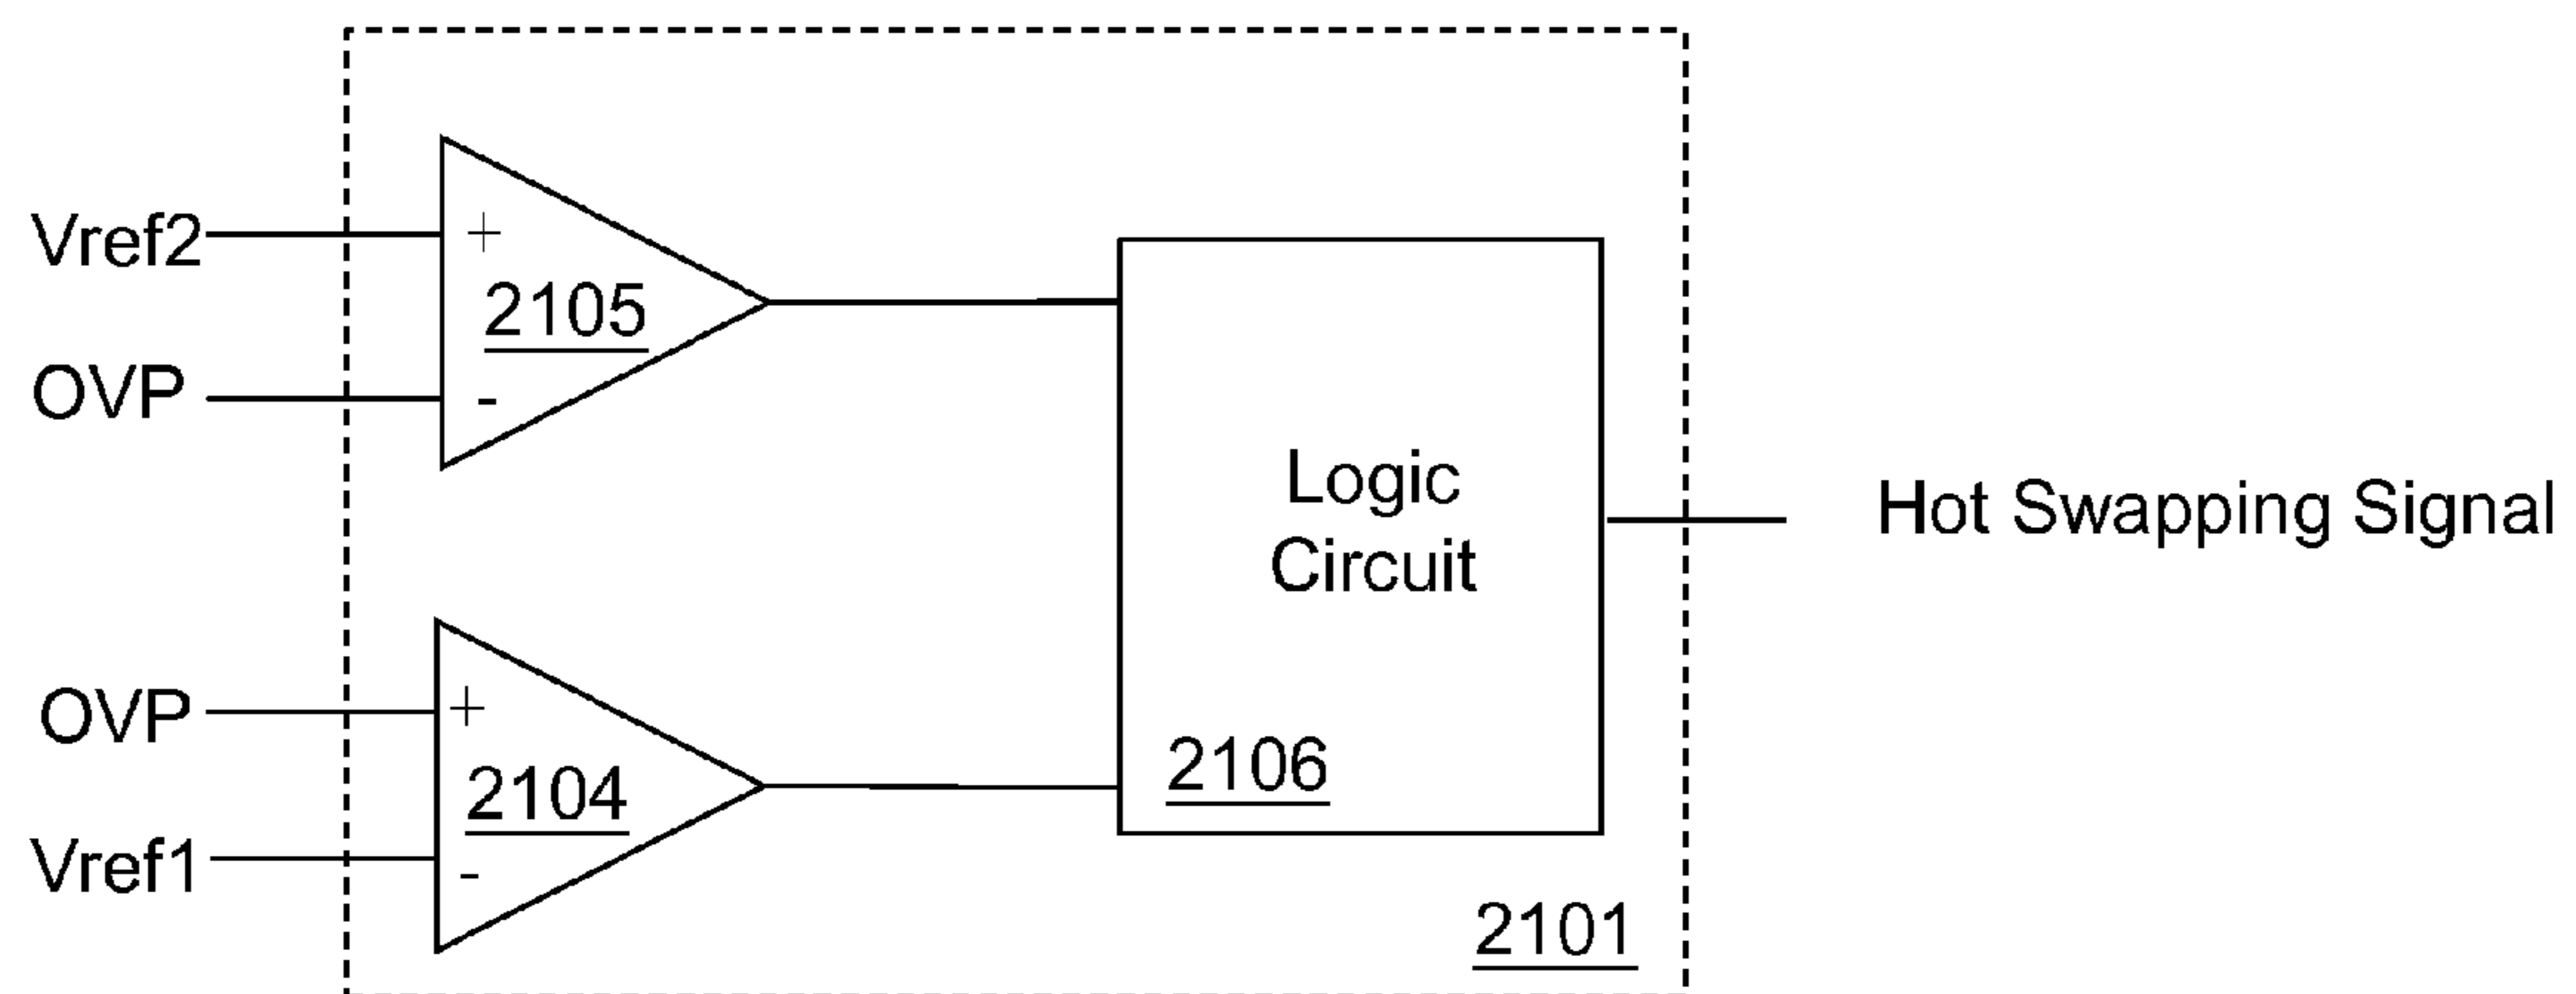 Vref2
+
2105
OVP
-
Logic
Circuit
Hot Swapping Signal
OVP
+
2104
2106
Vref1
-
2101